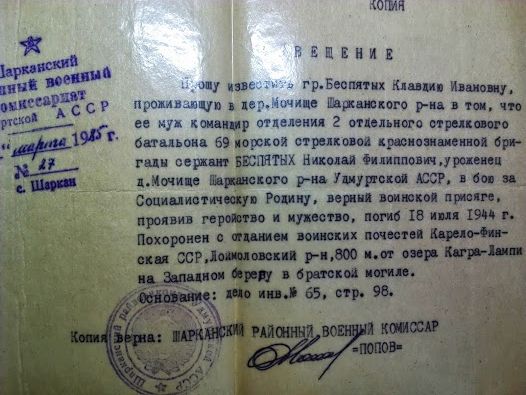 КОПИЯ
ВЕЩЕНИЕ
Шарканский
нный военный
комиссариат
ртской АССР
марта 19 5 г.
№ 27
с. Шаркан
Прошу известить гр.Беспятых Клавдию Ивановну,
проживающую в дер.Мочище Шарканского р-на в том, что
ее муж командир отделения 2 отдельного стрелкового
батальона 69 морской стрелковой краснознаменной бри-
гады сержант БЕСПЯТЫХ Николай Филиппович,уроженец
д.Мочище Шарканского р-на Удмуртской АССР, в бою за
Социалистическую Родину, верный воинской присяге,
проявив геройство и мужество, погиб 18 июля 1944 г.
Похоронен с отданием воинских почестей Карело-Фин-
ская ССР,Лоймоловский р-н,800 м.от озера Кагра-Лампи
на Западном берегу в братской могиле.
Основание: дело инв.№ 65, стр. 98.
Копия верна: ШАРКАНСКИЙ РАЙОННЫЙ ВОЕННЫЙ КОМИССАР
=ПОПОВ=